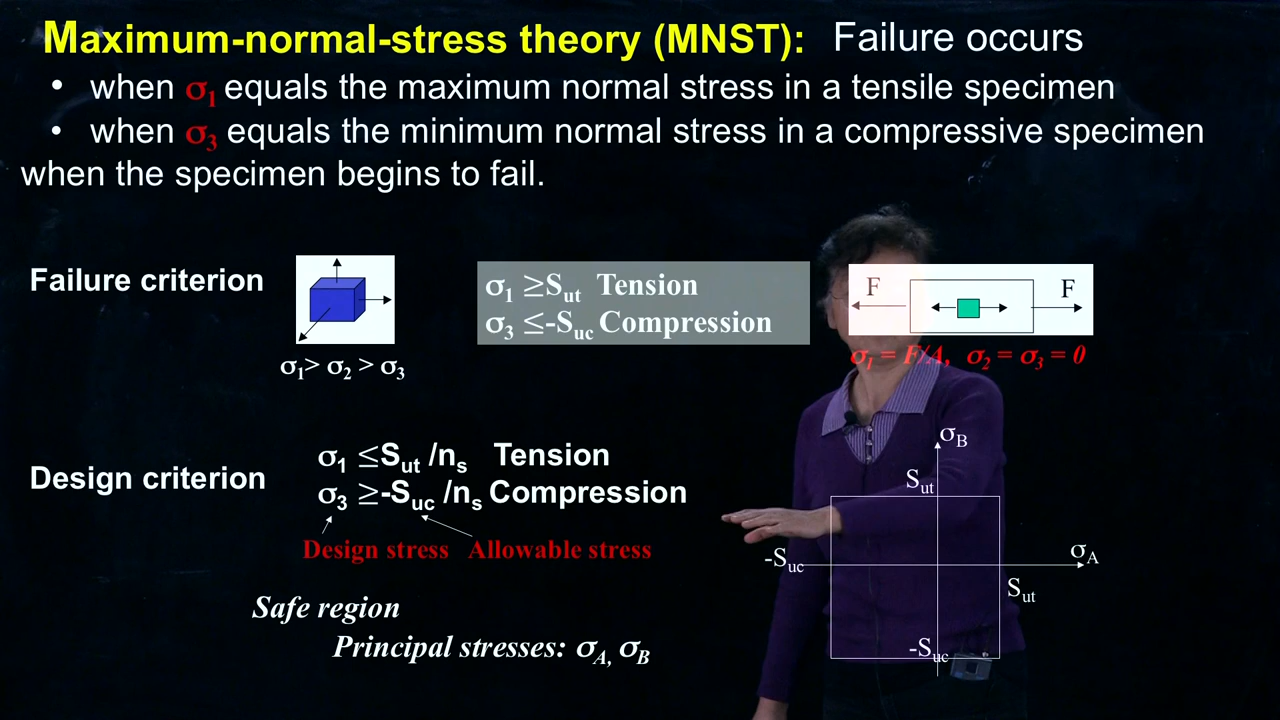 Maximum-normal-stress theory (MNST): Failure occurs
• when σ1 equals the maximum normal stress in a tensile specimen
• when σ3 equals the minimum normal stress in a compressive specimen
when the specimen begins to fail.
Failure criterion
σ1> σ2 > σ3
σ1 ≥Sut Tension
σ3 ≤-Suc Compression
F F
σ1 = F/A, σ2 = σ3 = 0
Design criterion
σ1 ≤Sut /ns Tension
σ3 ≥-Suc /ns Compression
Design stress Allowable stress
Safe region
Principal stresses: σA, σB
σB
Sut
-Suc
σA
Sut
-Suc